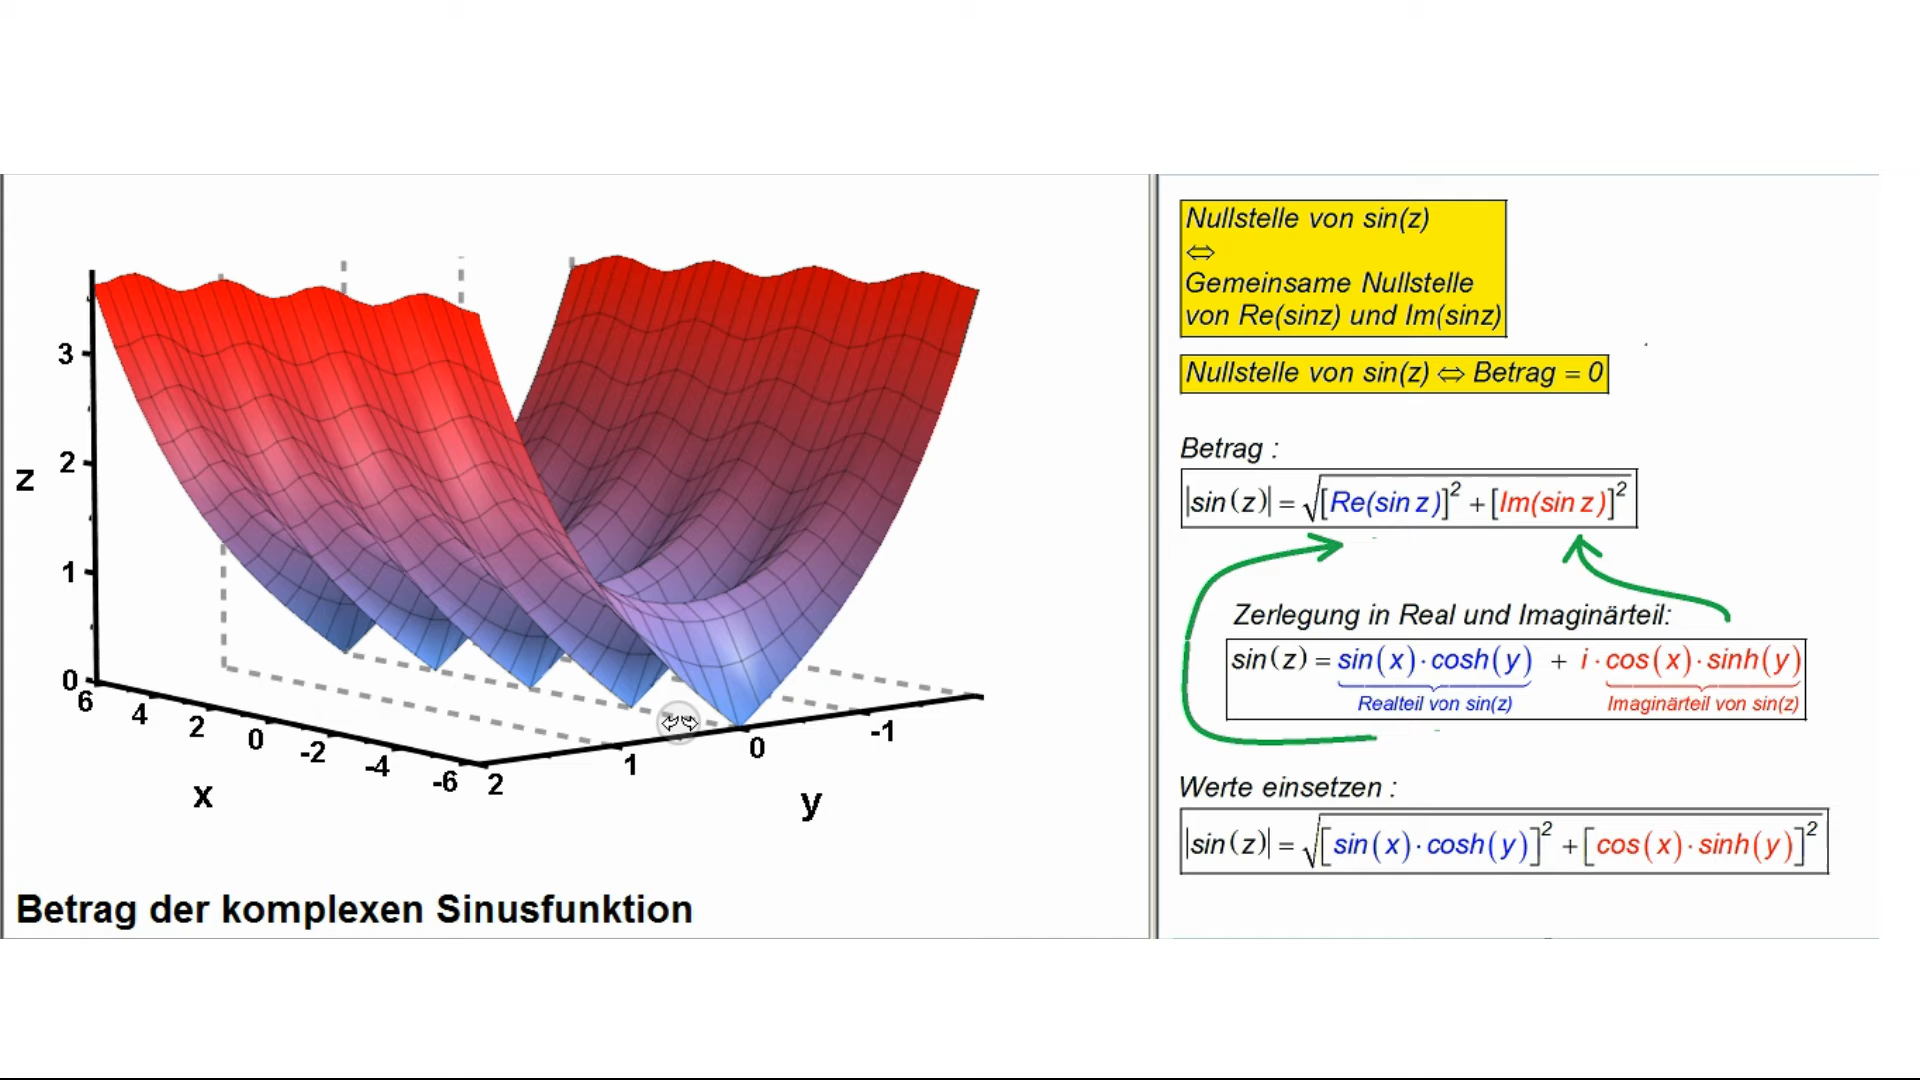 z
3
2
1
0
6
4
2
0
-2
-4
-6
x
2
1
0
-1
y
Betrag der komplexen Sinusfunktion
Nullstelle von sin(z)
⇔
Gemeinsame Nullstelle
von Re(sinz) und Im(sinz)
Nullstelle von sin(z) ⇔ Betrag = 0
Betrag :
|sin(z)| = √[Re(sin z)]² + [Im(sin z)]²
Zerlegung in Real und Imaginärteil:
sin(z) = sin(x)·cosh(y) + i·cos(x)·sinh(y)
Realteil von sin(z) Imaginärteil von sin(z)
Werte einsetzen :
|sin(z)| = √[sin(x)·cosh(y)]² + [cos(x)·sinh(y)]²